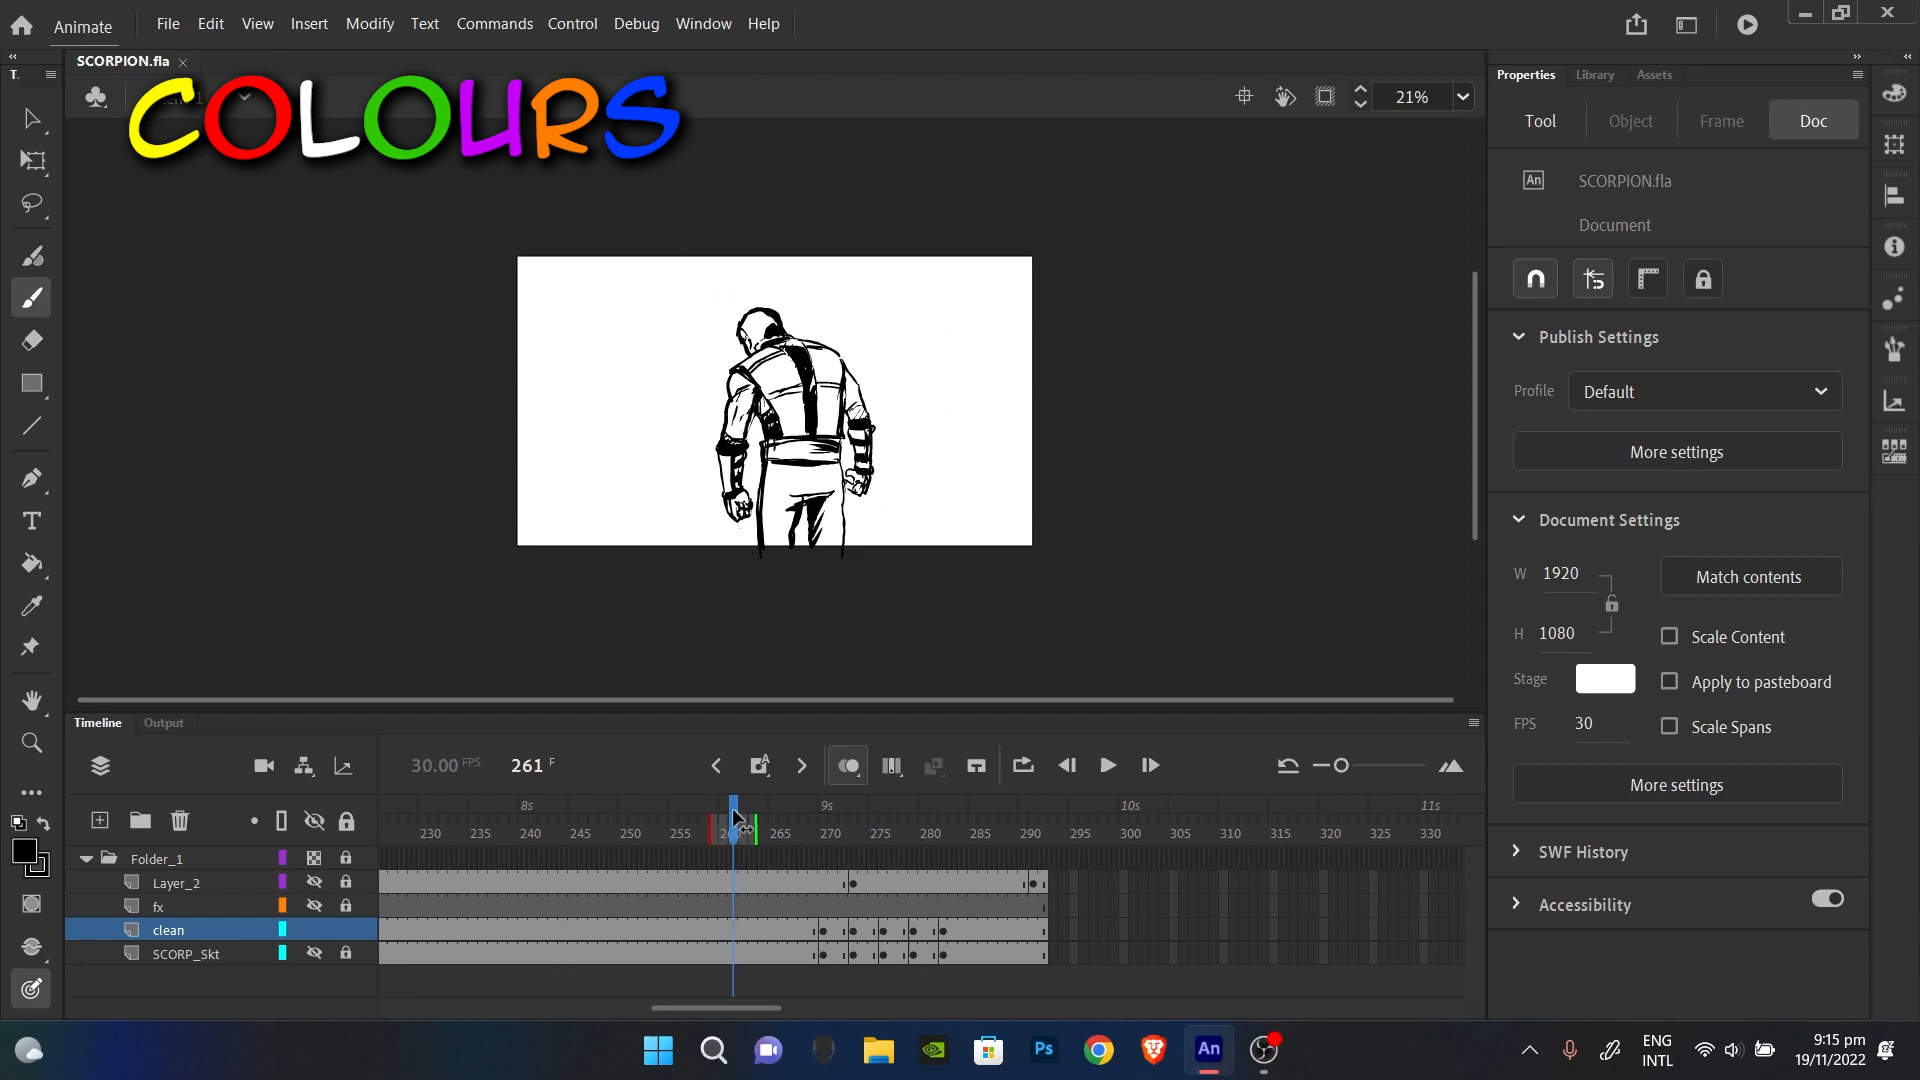 Animate
File Edit View Insert Modify Text Commands Control Debug Window Help
T.
SCORPION.fla
COLOURS
21%
Properties Library Assets
Tool Object Frame Doc
An SCORPION.fla
Document
Publish Settings
Profile Default
More settings
Document Settings
W 1920
Match contents
H 1080
Scale Content
Stage
Apply to pasteboard
FPS 30
Scale Spans
More settings
SWF History
Accessibility
Timeline Output
30.00 FPS 261 F
8s 9s 10s 11s
230 235 240 245 250 255 265 270 275 280 285 290 295 300 305 310 315 320 325 330
Folder_1
Layer_2
fx
clean
SCORP_Skt
Ps
An
ENG
INTL
9:15 pm
19/11/2022